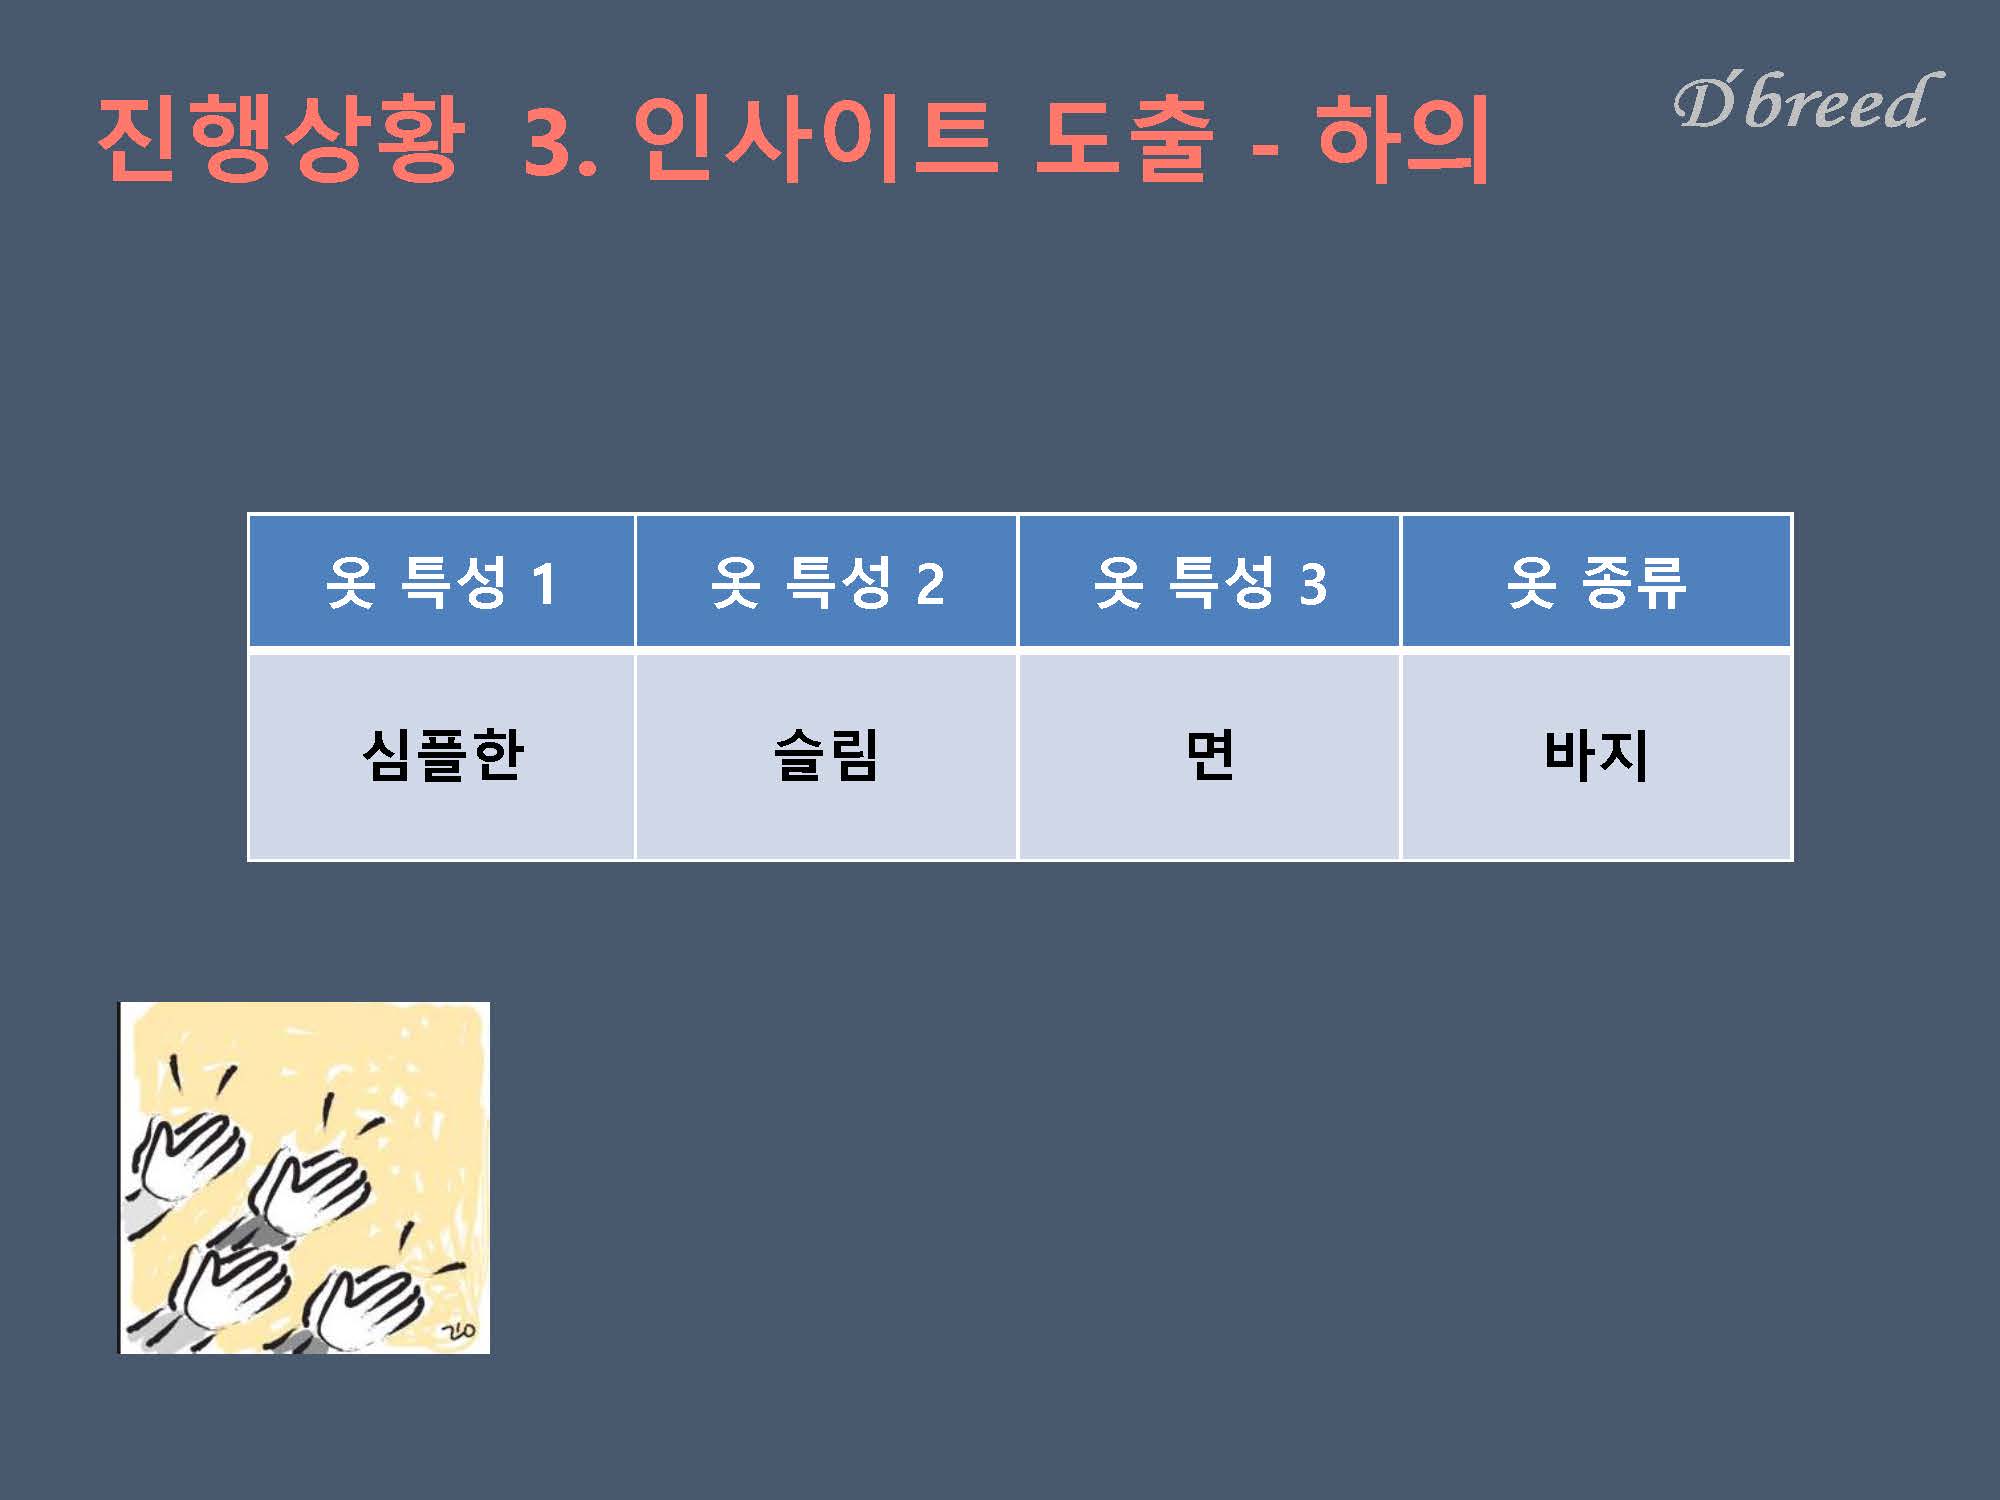 진행상황 3. 인사이트 도출 - 하의
D'breed
옷 특성 1 옷 특성 2 옷 특성 3 옷 종류
심플한 슬림 면 바지